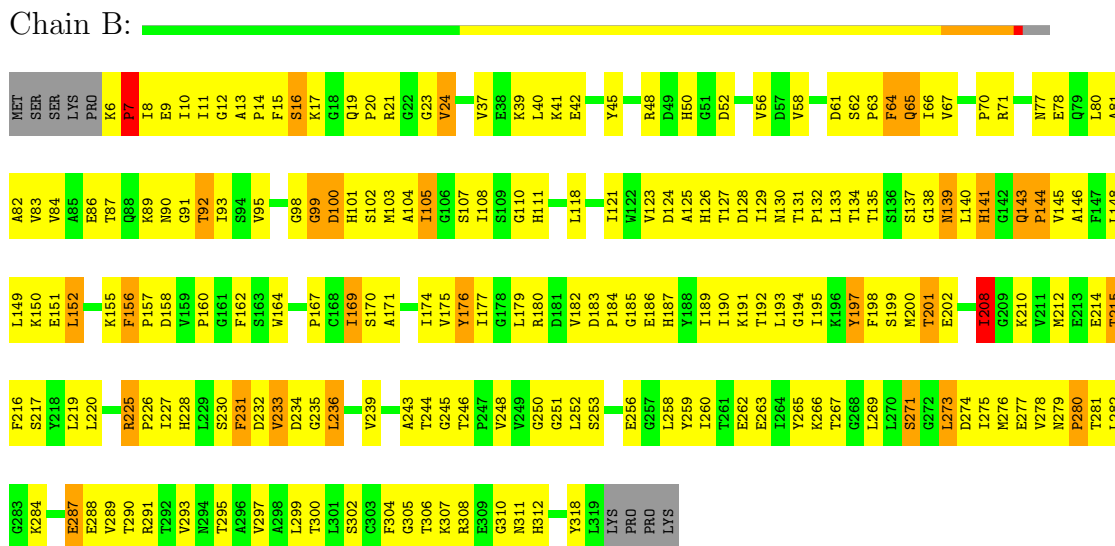 Chain B:
MET SER SER LYS PRO K6 P7 I8 E9 I10 I11 G12 A13 P14 F15 S16 K17 G18 Q19 P20 R21 G22 G23 V24 V37 E38 K39 L40 K41 E42 Y45 R48 D49 H50 G51 D52 V56 D57 V58 D61 S62 P63 F64 Q65 I66 V67 P70 R71 N77 E78 Q79 L80 A81
A82 V83 V84 A85 E86 T87 Q88 K89 N90 G91 T92 I93 S94 V95 G98 G99 D100 H101 S102 M103 A104 I105 G106 S107 I108 S109 G110 H111 L118 I121 W122 V123 D124 A125 H126 T127 D128 I129 N130 T131 P132 L133 T134 T135 S136 S137 G138 N139 L140 H141 G142 Q143 P144 V145 A146 F147 L148
L149 K150 E151 L152 K155 F156 P157 D158 V159 P160 G161 F162 S163 W164 P167 C168 I169 S170 A171 I174 V175 Y176 I177 G178 L179 R180 D181 V182 D183 P184 G185 E186 H187 Y188 I189 I190 K191 T192 L193 G194 I195 K196 Y197 F198 S199 M200 T201 E202 I208 G209 K210 V211 M212 E213 E214 T215
F216 S217 Y218 L219 L220 R225 P226 I227 H228 L229 S230 F231 D232 V233 D234 G235 L236 V239 A243 T244 G245 T246 P247 V248 V249 G250 G251 L252 S253 E256 G257 L258 Y259 I260 T261 E262 E263 I264 Y265 K266 T267 G268 L269 L270 S271 G272 L273 D274 I275 M276 E277 V278 N279 P280 T281 L282
G283 K284 E287 E288 V289 T290 R291 T292 V293 N294 T295 A296 V297 A298 L299 T300 L301 S302 C303 F304 G305 T306 K307 R308 E309 G310 N311 H312 Y318 L319 LYS PRO PRO LYS